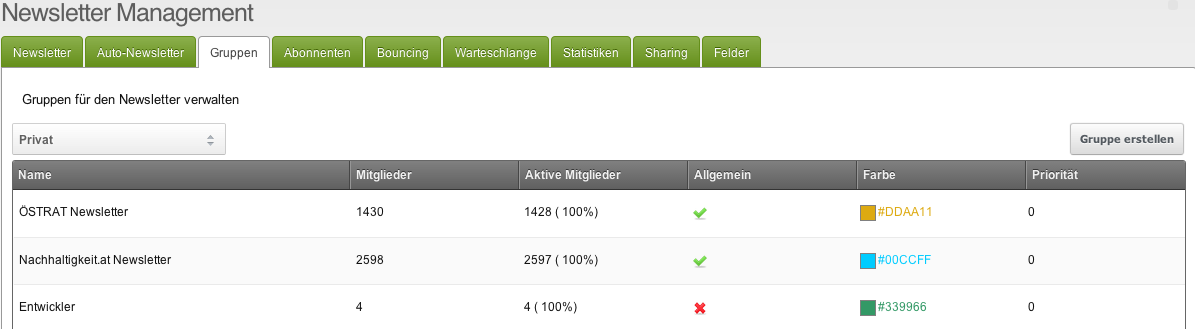 Newsletter Management
Newsletter Auto-Newsletter Gruppen Abonnenten Bouncing Warteschlange Statistiken Sharing Felder
Gruppen für den Newsletter verwalten
Privat Gruppe erstellen
Name Mitglieder Aktive Mitglieder Allgemein Farbe Priorität
ÖSTRAT Newsletter 1430 1428 ( 100%) #DDAA11 0
Nachhaltigkeit.at Newsletter 2598 2597 ( 100%) #00CCFF 0
Entwickler 4 4 ( 100%) #339966 0